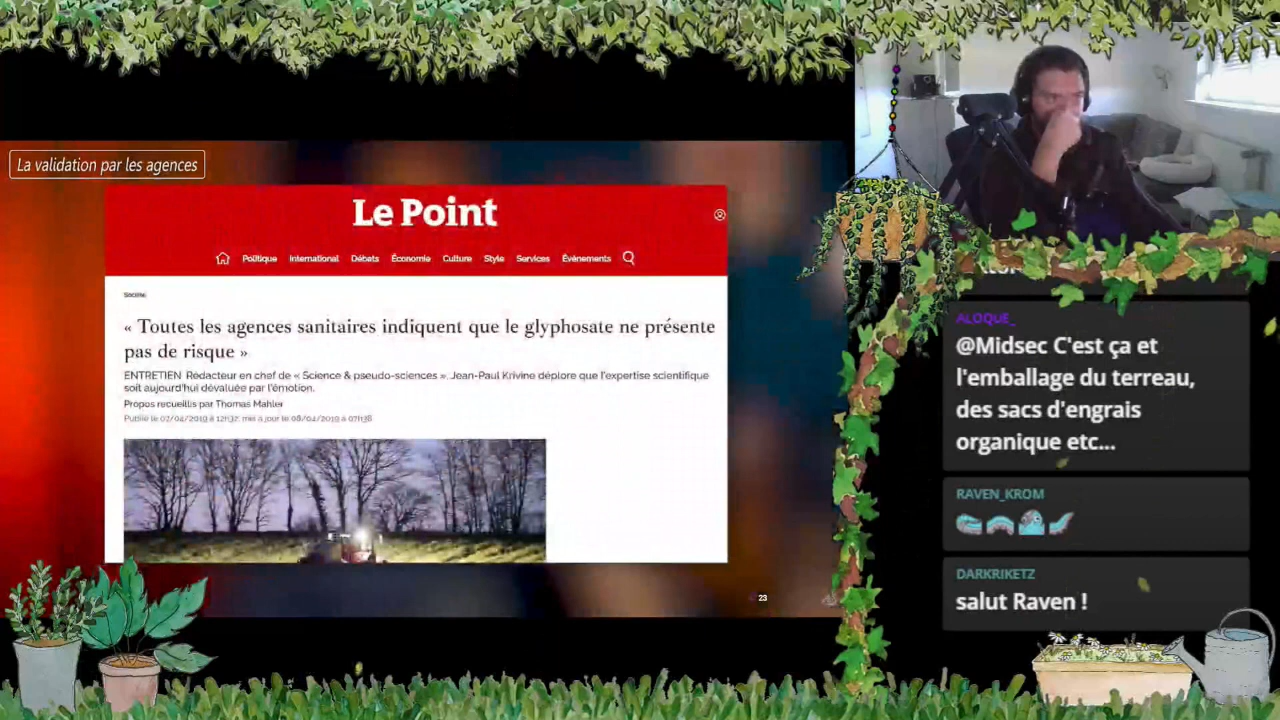 La validation par les agences
Le Point
Politique International Débats Économie Culture Style Services Évènements
Société
« Toutes les agences sanitaires indiquent que le glyphosate ne présente
pas de risque »
ENTRETIEN. Rédacteur en chef de « Science & pseudo-sciences », Jean-Paul Krivine déplore que l'expertise scientifique
soit aujourd'hui dévaluée par l'émotion.
Propos recueillis par Thomas Mahler
23
ALOQUE_
@Midsec C'est ça et
l'emballage du terreau,
des sacs d'engrais
organique etc...
RAVEN_KROM
DARKRIKETZ
salut Raven !